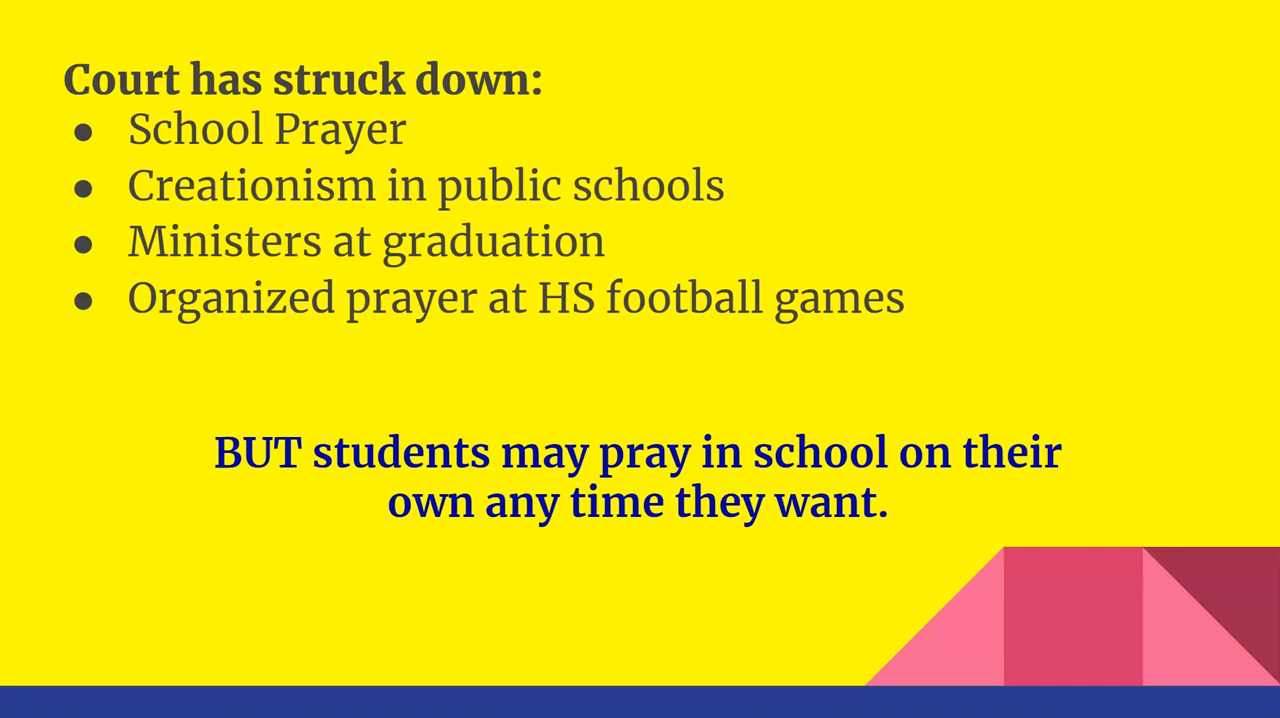 Court has struck down:
● School Prayer
● Creationism in public schools
● Ministers at graduation
● Organized prayer at HS football games
BUT students may pray in school on their
own any time they want.